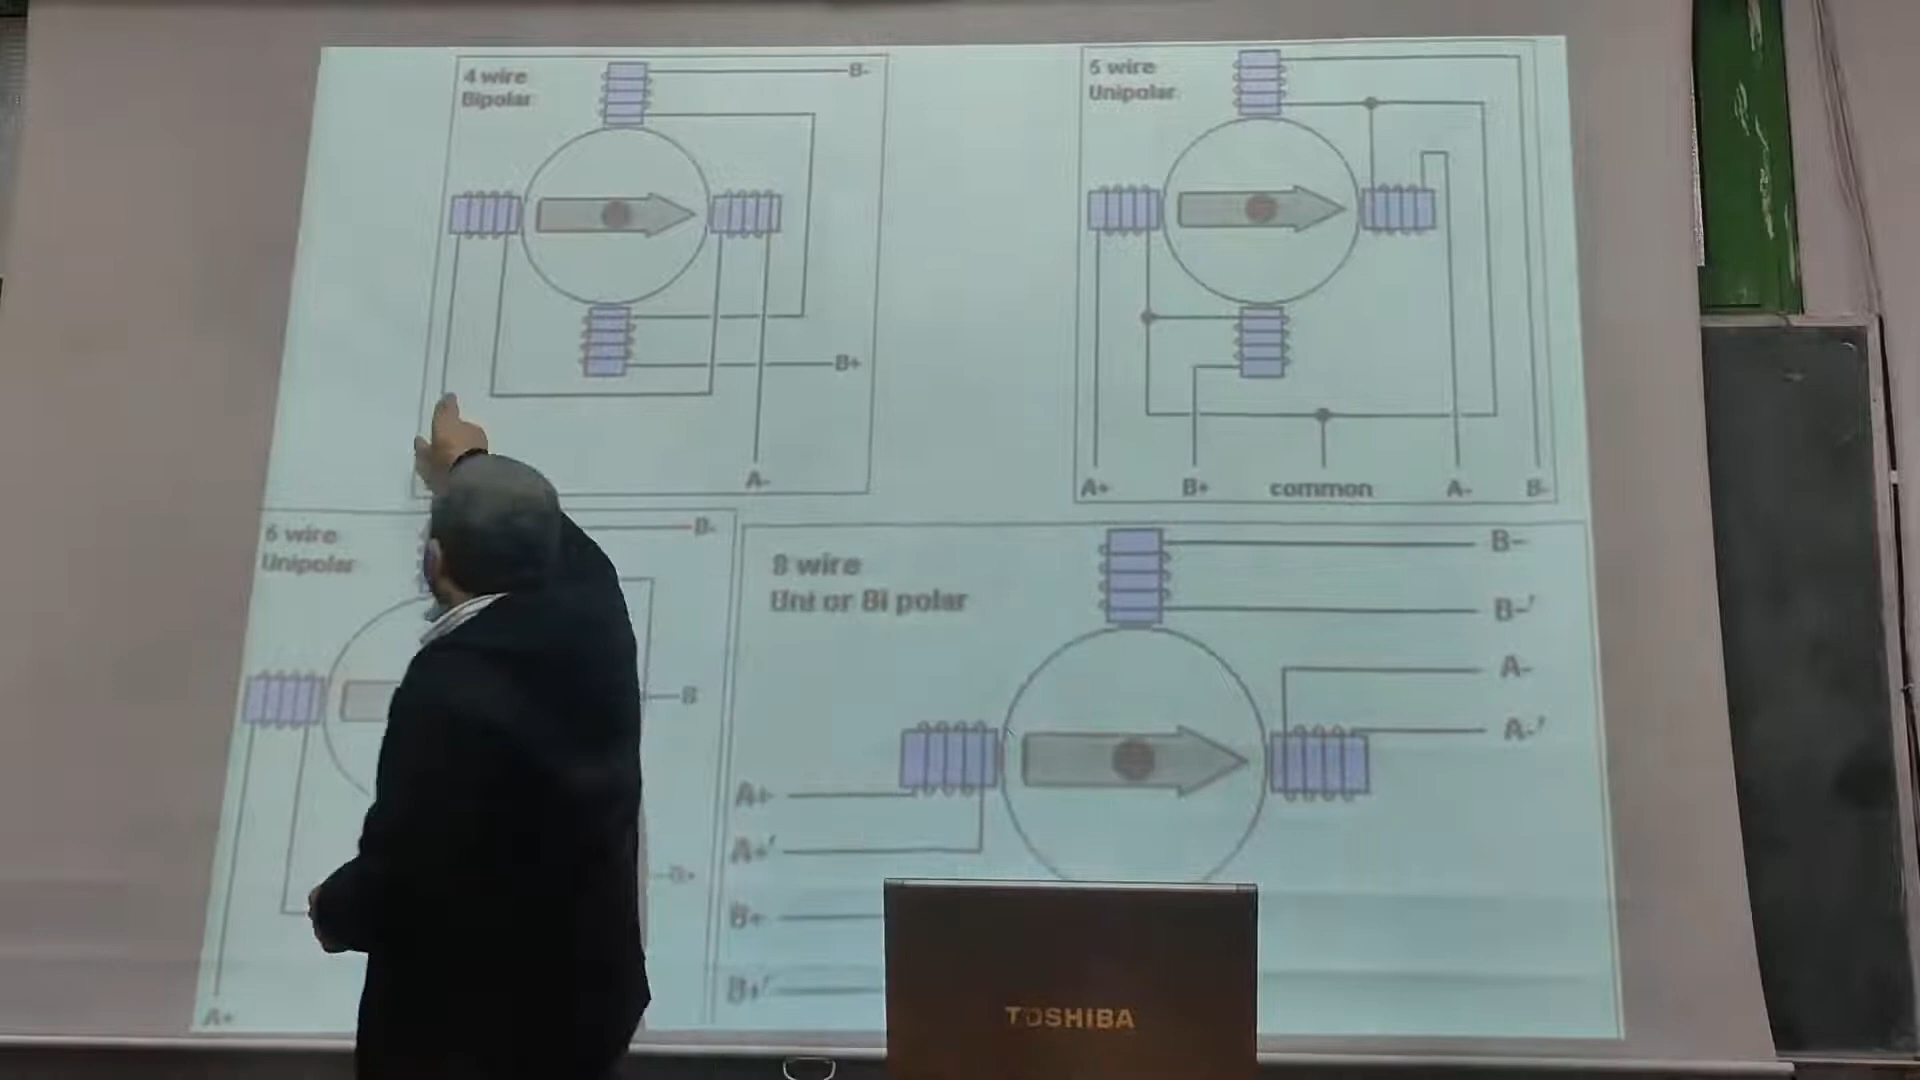 4 wire
Bipolar
B-
B+
A-
5 wire
Unipolar
A+ B+ common A- B-
6 wire
Unipolar
B-
B
B+
A+
8 wire
Uni or Bi polar
B-
B-'
A-
A-'
A+
A+'
B+
B+'
TOSHIBA